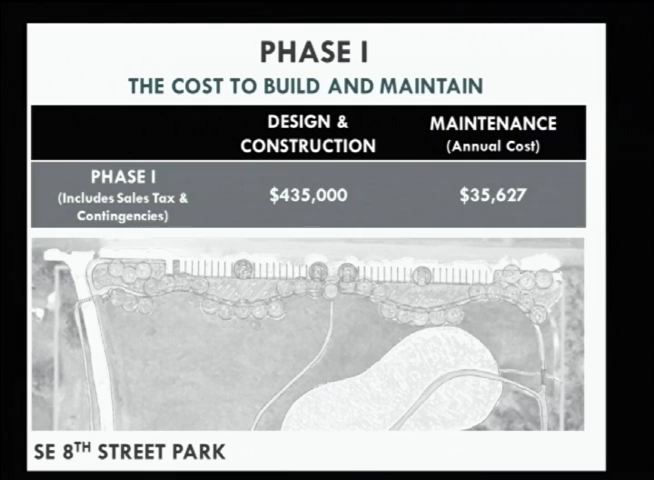 PHASE I
THE COST TO BUILD AND MAINTAIN
DESIGN &
CONSTRUCTION
MAINTENANCE
(Annual Cost)
PHASE I
(Includes Sales Tax &
Contingencies)
$435,000
$35,627
SE 8TH STREET PARK